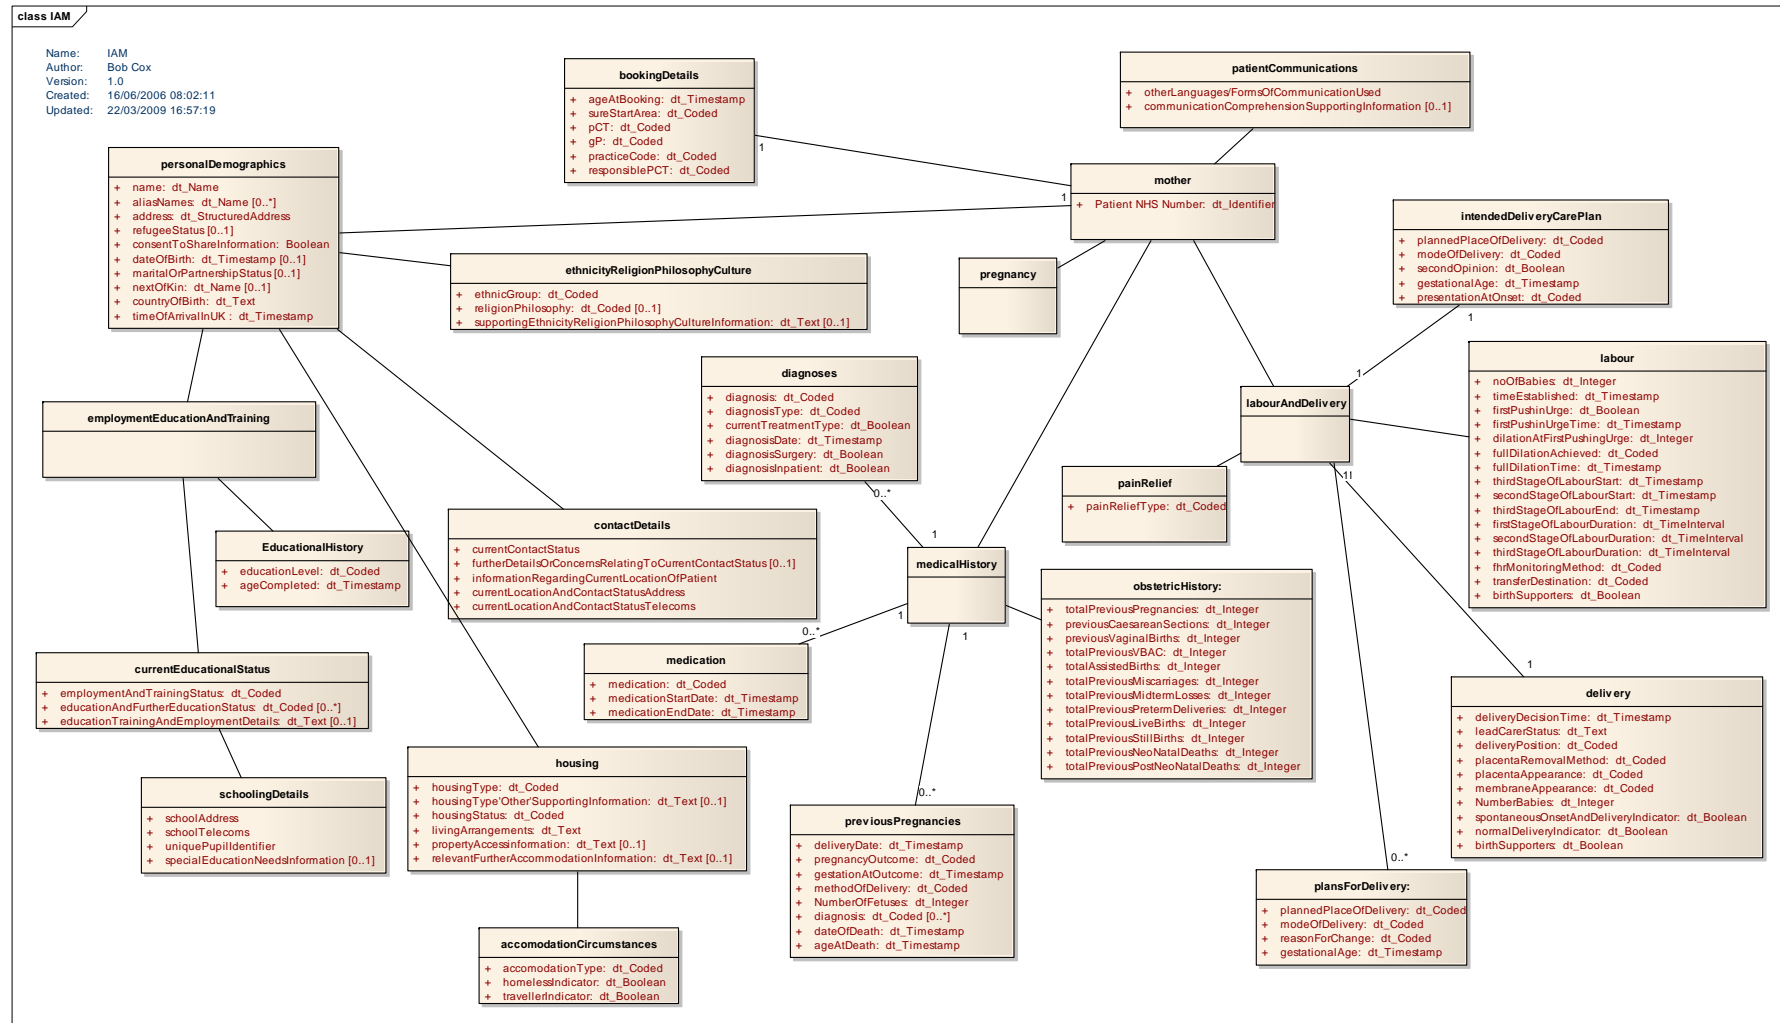 class IAM
Name: IAM
Author: Bob Cox
Version: 1.0
Created: 16/06/2006 08:02:11
Updated: 22/03/2009 16:57:19
bookingDetails
+ ageAtBooking: dt_Timestamp
+ sureStartArea: dt_Coded
+ pCT: dt_Coded
+ gP: dt_Coded
+ practiceCode: dt_Coded
+ responsiblePCT: dt_Coded
1
patientCommunications
+ otherLanguages/FormsOfCommunicationUsed
+ communicationComprehensionSupportingInformation [0..1]
personalDemographics
+ name: dt_Name
+ aliasNames: dt_Name [0..*]
+ address: dt_StructuredAddress
+ refugeeStatus [0..1]
+ consentToShareInformation: Boolean
+ dateOfBirth: dt_Timestamp [0..1]
+ maritalOrPartnershipStatus [0..1]
+ nextOfKin: dt_Name [0..1]
+ countryOfBirth: dt_Text
+ timeOfArrivalInUK : dt_Timestamp
mother
+ Patient NHS Number: dt_Identifier
1
intendedDeliveryCarePlan
+ plannedPlaceOfDelivery: dt_Coded
+ modeOfDelivery: dt_Coded
+ secondOpinion: dt_Boolean
+ gestationalAge: dt_Timestamp
+ presentationAtOnset: dt_Coded
1
ethnicityReligionPhilosophyCulture
+ ethnicGroup: dt_Coded
+ religionPhilosophy: dt_Coded [0..1]
+ supportingEthnicityReligionPhilosophyCultureInformation: dt_Text [0..1]
pregnancy
diagnoses
+ diagnosis: dt_Coded
+ diagnosisType: dt_Coded
+ currentTreatmentType: dt_Boolean
+ diagnosisDate: dt_Timestamp
+ diagnosisSurgery: dt_Boolean
+ diagnosisInpatient: dt_Boolean
0..*
1
labour
+ noOfBabies: dt_Integer
+ timeEstablished: dt_Timestamp
+ firstPushinUrge: dt_Boolean
+ firstPushinUrgeTime: dt_Timestamp
+ dilationAtFirstPushingUrge: dt_Integer
+ fullDilationAchieved: dt_Coded
+ fullDilationTime: dt_Timestamp
+ thirdStageOfLabourStart: dt_Timestamp
+ secondStageOfLabourStart: dt_Timestamp
+ thirdStageOfLabourEnd: dt_Timestamp
+ firstStageOfLabourDuration: dt_TimeInterval
+ secondStageOfLabourDuration: dt_TimeInterval
+ thirdStageOfLabourDuration: dt_TimeInterval
+ fhrMonitoringMethod: dt_Coded
+ transferDestination: dt_Coded
+ birthSupporters: dt_Boolean
1
labourAndDelivery
1
employmentEducationAndTraining
painRelief
+ painReliefType: dt_Coded
EducationalHistory
+ educationLevel: dt_Coded
+ ageCompleted: dt_Timestamp
contactDetails
+ currentContactStatus
+ furtherDetailsOrConcernsRelatingToCurrentContactStatus [0..1]
+ informationRegardingCurrentLocationOfPatient
+ currentLocationAndContactStatusAddress
+ currentLocationAndContactStatusTelecoms
medicalHistory
1
1
obstetricHistory:
+ totalPreviousPregnancies: dt_Integer
+ previousCaesareanSections: dt_Integer
+ previousVaginalBirths: dt_Integer
+ totalPreviousVBAC: dt_Integer
+ totalAssistedBirths: dt_Integer
+ totalPreviousMiscarriages: dt_Integer
+ totalPreviousMidtermLosses: dt_Integer
+ totalPreviousPretermDeliveries: dt_Integer
+ totalPreviousLiveBirths: dt_Integer
+ totalPreviousStillBirths: dt_Integer
+ totalPreviousNeoNatalDeaths: dt_Integer
+ totalPreviousPostNeoNatalDeaths: dt_Integer
0..*
medication
+ medication: dt_Coded
+ medicationStartDate: dt_Timestamp
+ medicationEndDate: dt_Timestamp
currentEducationalStatus
+ employmentAndTrainingStatus: dt_Coded
+ educationAndFurtherEducationStatus: dt_Coded [0..*]
+ educationTrainingAndEmploymentDetails: dt_Text [0..1]
1
delivery
+ deliveryDecisionTime: dt_Timestamp
+ leadCarerStatus: dt_Text
+ deliveryPosition: dt_Coded
+ placentaRemovalMethod: dt_Coded
+ placentaAppearance: dt_Coded
+ membraneAppearance: dt_Coded
+ NumberBabies: dt_Integer
+ spontaneousOnsetAndDeliveryIndicator: dt_Boolean
+ normalDeliveryIndicator: dt_Boolean
+ birthSupporters: dt_Boolean
housing
+ housingType: dt_Coded
+ housingType'Other'SupportingInformation: dt_Text [0..1]
+ housingStatus: dt_Coded
+ livingArrangements: dt_Text
+ propertyAccessinformation: dt_Text [0..1]
+ relevantFurtherAccommodationInformation: dt_Text [0..1]
schoolingDetails
+ schoolAddress
+ schoolTelecoms
+ uniquePupilIdentifier
+ specialEducationNeedsInformation [0..1]
0..*
previousPregnancies
+ deliveryDate: dt_Timestamp
+ pregnancyOutcome: dt_Coded
+ gestationAtOutcome: dt_Timestamp
+ methodOfDelivery: dt_Coded
+ NumberOfFetuses: dt_Integer
+ diagnosis: dt_Coded [0..*]
+ dateOfDeath: dt_Timestamp
+ ageAtDeath: dt_Timestamp
0..*
plansForDelivery:
+ plannedPlaceOfDelivery: dt_Coded
+ modeOfDelivery: dt_Coded
+ reasonForChange: dt_Coded
+ gestationalAge: dt_Timestamp
accomodationCircumstances
+ accomodationType: dt_Coded
+ homelessIndicator: dt_Boolean
+ travellerIndicator: dt_Boolean